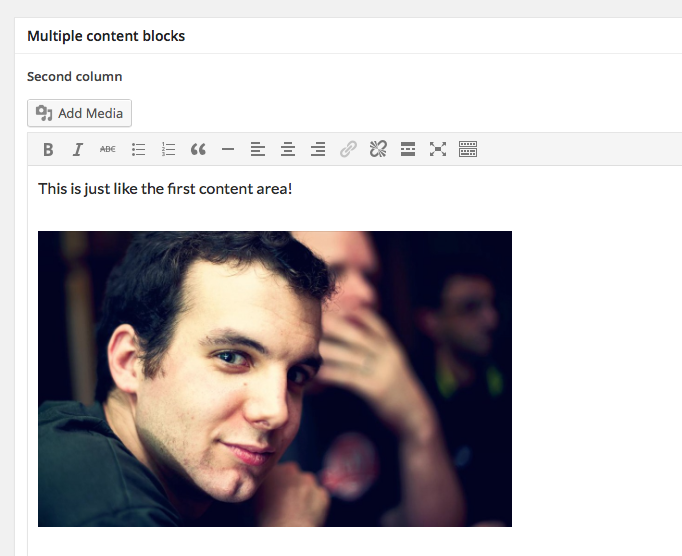 Multiple content blocks
Second column
Add Media
B I ABC
This is just like the first content area!